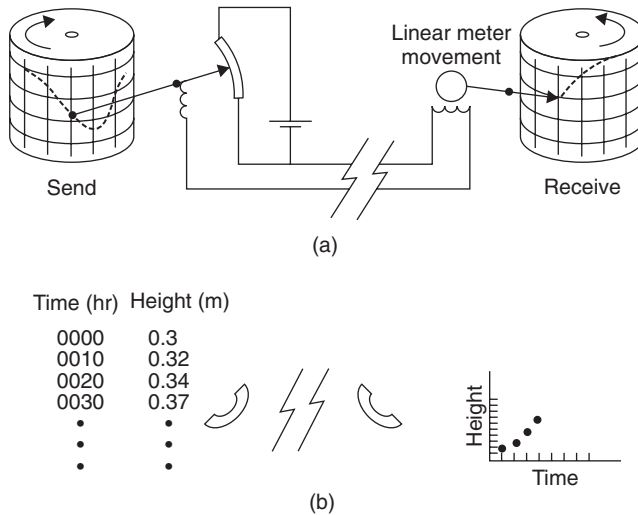 Linear meter
movement
Send
Receive
(a)
Time (hr) Height (m)
0000 0.3
0010 0.32
0020 0.34
0030 0.37
Height
Time
(b)